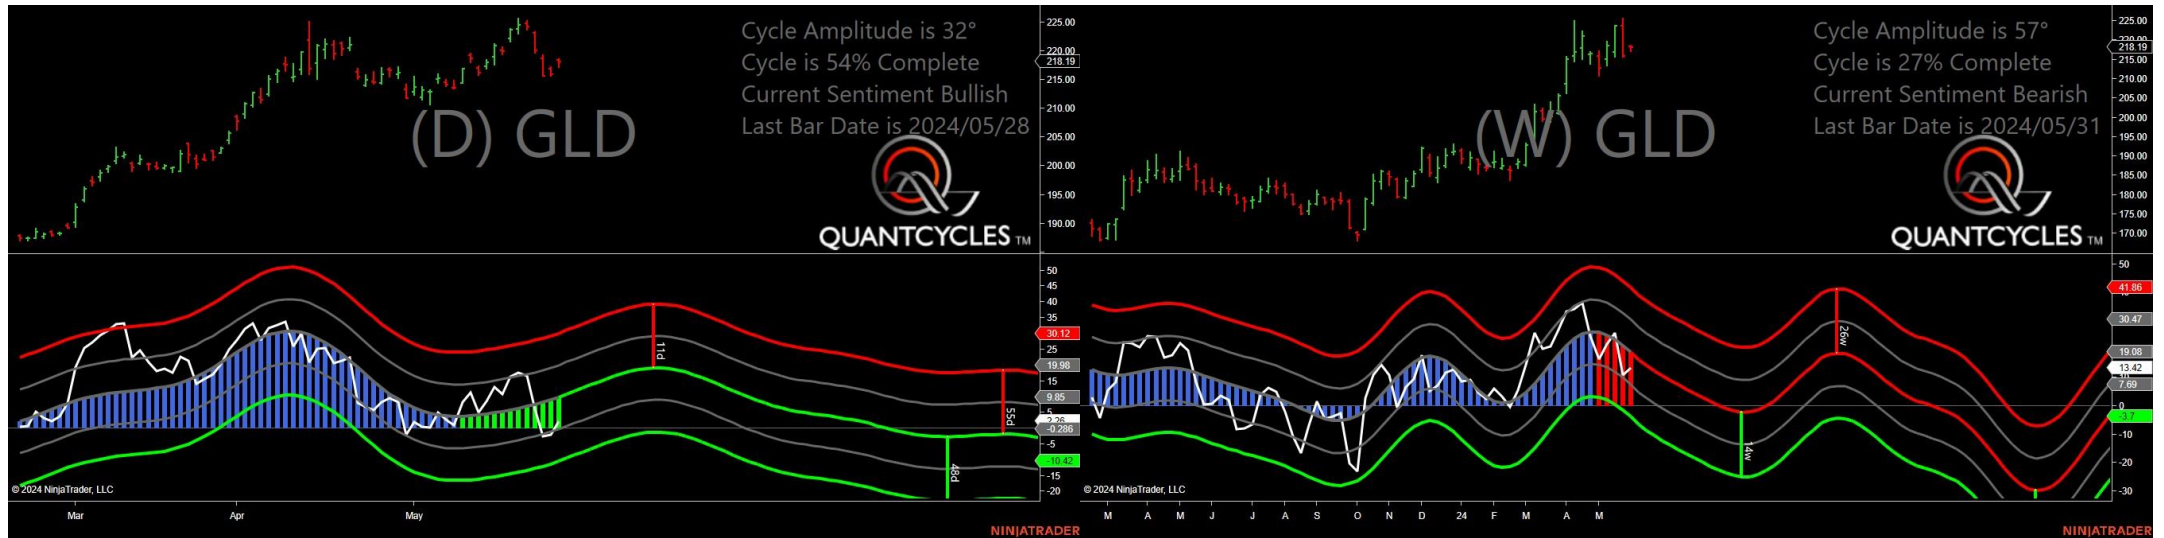 Cycle Amplitude is 32°
Cycle is 54% Complete
Current Sentiment Bullish
Last Bar Date is 2024/05/28
(D) GLD
QUANTCYCLES TM
225.00
220.00
218.19
215.00
210.00
205.00
200.00
195.00
190.00
50
45
40
35
30.12
25
19.98
15
9.85
5
-0.286
-5
-10.42
-15
-20
11d
55d
48d
© 2024 NinjaTrader, LLC
Mar Apr May
NINJATRADER
Cycle Amplitude is 57°
Cycle is 27% Complete
Current Sentiment Bearish
Last Bar Date is 2024/05/31
(W) GLD
QUANTCYCLES TM
225.00
220.00
218.19
215.00
210.00
205.00
200.00
195.00
190.00
185.00
180.00
175.00
170.00
50
41.86
30.47
19.08
13.42
7.69
0
-3.7
-10
-20
-30
26w
14w
© 2024 NinjaTrader, LLC
M A M J J A S O N D 24 F M A M
NINJATRADER